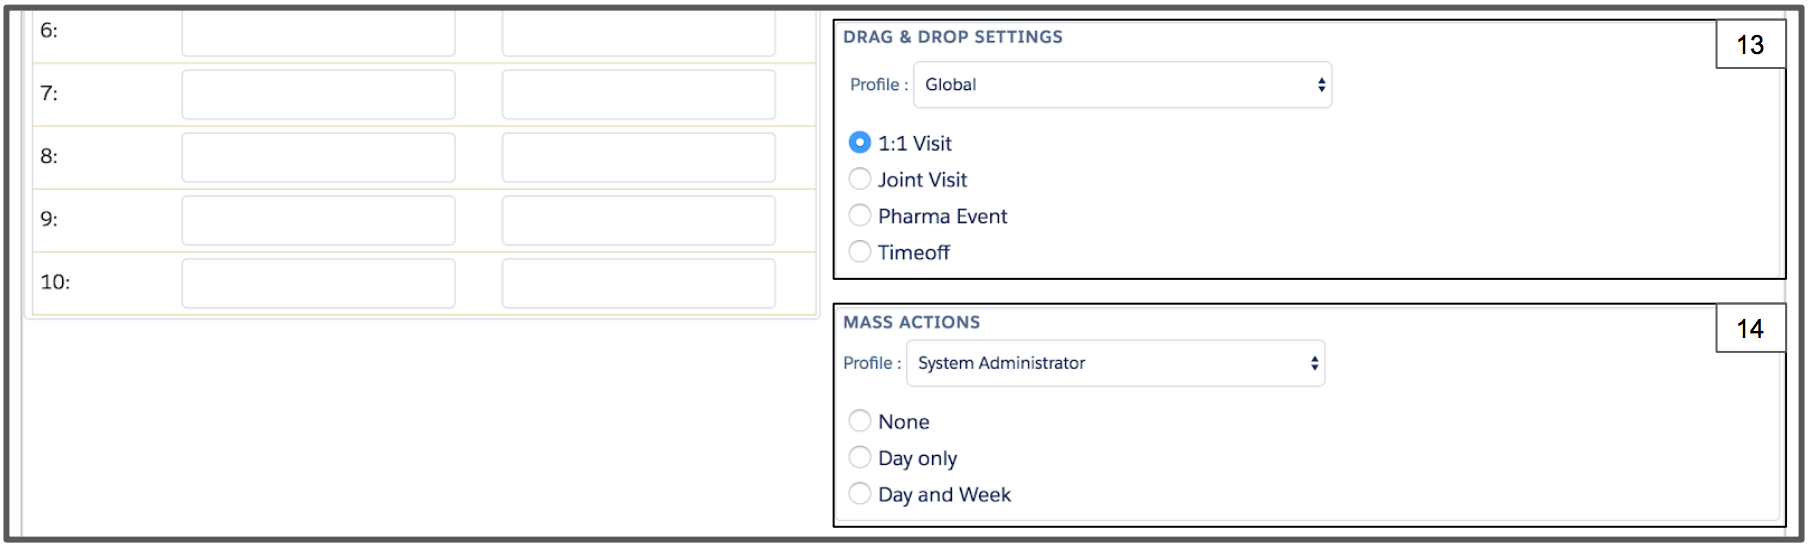 6:
7:
8:
9:
10:
DRAG & DROP SETTINGS
13
Profile : Global
1:1 Visit
Joint Visit
Pharma Event
Timeoff
MASS ACTIONS
14
Profile : System Administrator
None
Day only
Day and Week